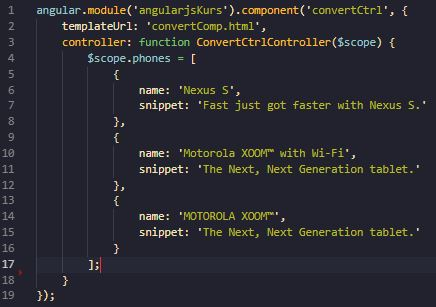 1 angular.module('angularjsKurs').component('convertCtrl', {
2 templateUrl: 'convertComp.html',
3 controller: function ConvertCtrlController($scope) {
4 $scope.phones = [
5 {
6 name: 'Nexus S',
7 snippet: 'Fast just got faster with Nexus S.'
8 },
9 {
10 name: 'Motorola XOOM™ with Wi-Fi',
11 snippet: 'The Next, Next Generation tablet.'
12 },
13 {
14 name: 'MOTOROLA XOOM™',
15 snippet: 'The Next, Next Generation tablet.'
16 }
17 ];
18 }
19 });